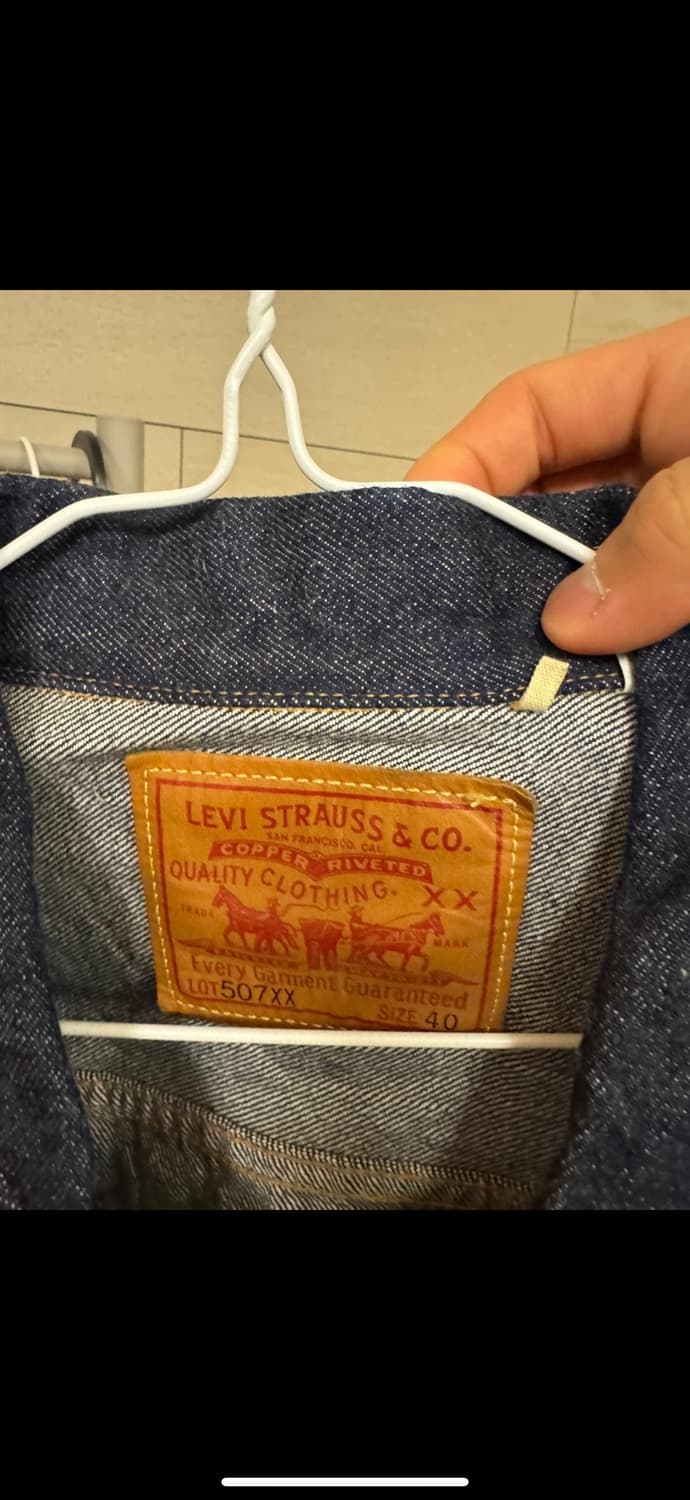 LEVI STRAUSS & CO.
SAN FRANCISCO, CAL
COPPER RIVETED
QUALITY CLOTHING. XX
TRADE MARK
Every Garment Guaranteed
LOT 507XX
SIZE 40